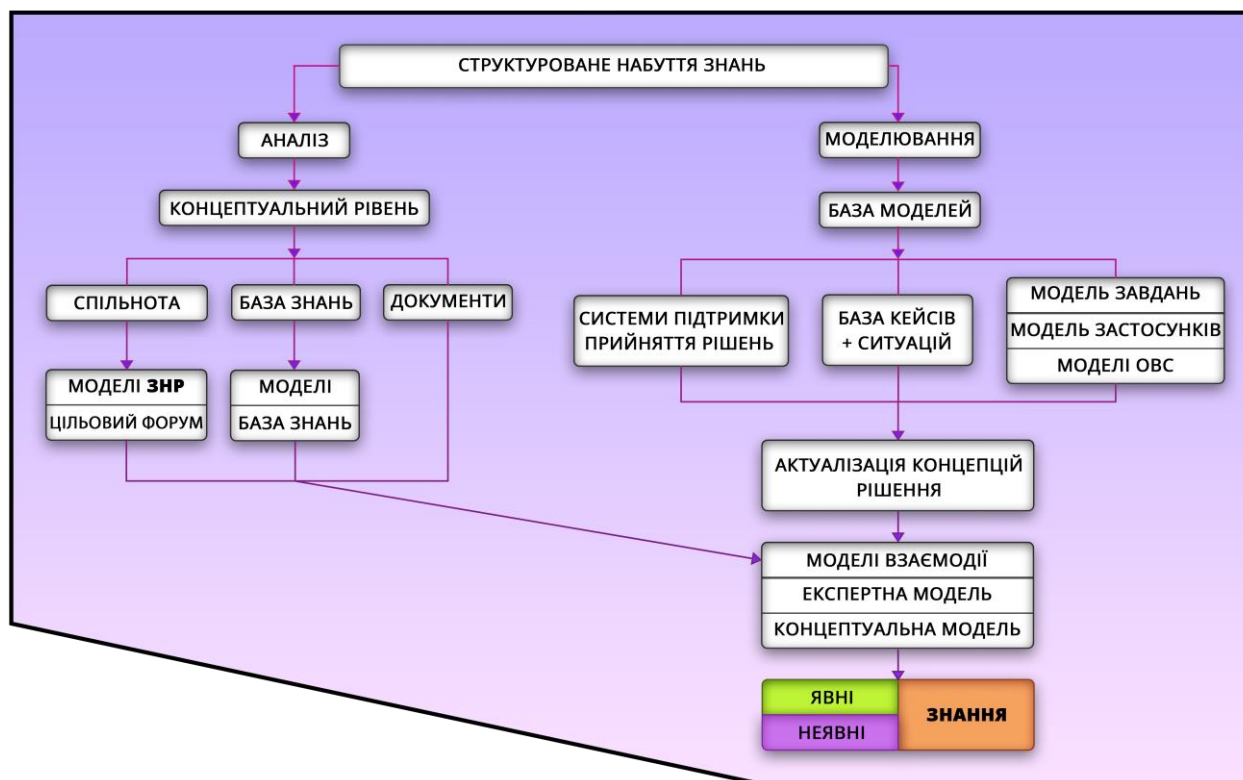 СТРУКТУРОВАНЕ НАБУТТЯ ЗНАНЬ
АНАЛІЗ
МОДЕЛЮВАННЯ
КОНЦЕПТУАЛЬНИЙ РІВЕНЬ
БАЗА МОДЕЛЕЙ
СПІЛЬНОТА
БАЗА ЗНАНЬ
ДОКУМЕНТИ
МОДЕЛІ ЗНР
ЦІЛЬОВИЙ ФОРУМ
МОДЕЛІ
БАЗА ЗНАНЬ
СИСТЕМИ ПІДТРИМКИ
ПРИЙНЯТТЯ РІШЕНЬ
БАЗА КЕЙСІВ
+ СИТУАЦІЙ
МОДЕЛЬ ЗАВДАНЬ
МОДЕЛЬ ЗАСТОСУНКІВ
МОДЕЛІ ОВС
АКТУАЛІЗАЦІЯ КОНЦЕПЦІЙ
РІШЕННЯ
МОДЕЛІ ВЗАЄМОДІЇ
ЕКСПЕРТНА МОДЕЛЬ
КОНЦЕПТУАЛЬНА МОДЕЛЬ
ЯВНІ
НЕЯВНІ
ЗНАННЯ